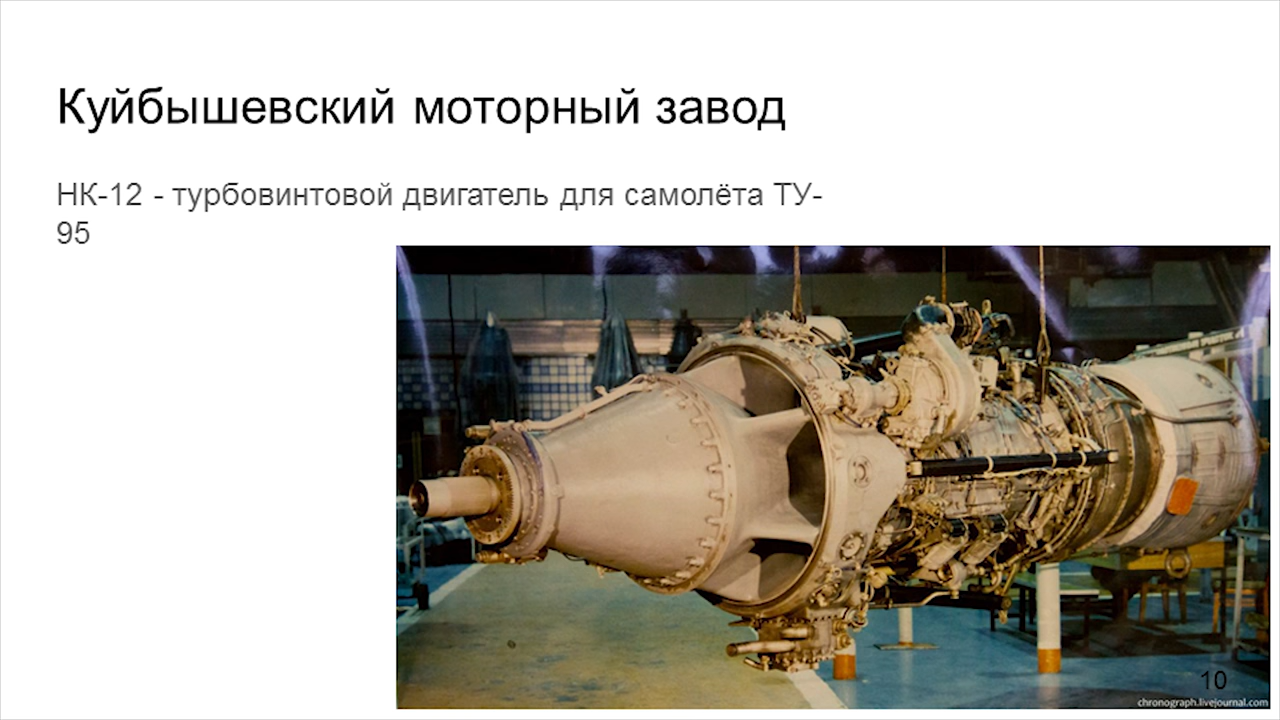 Куйбышевский моторный завод
НК-12 - турбовинтовой двигатель для самолёта ТУ-
95
10
chronograph.livejournal.com